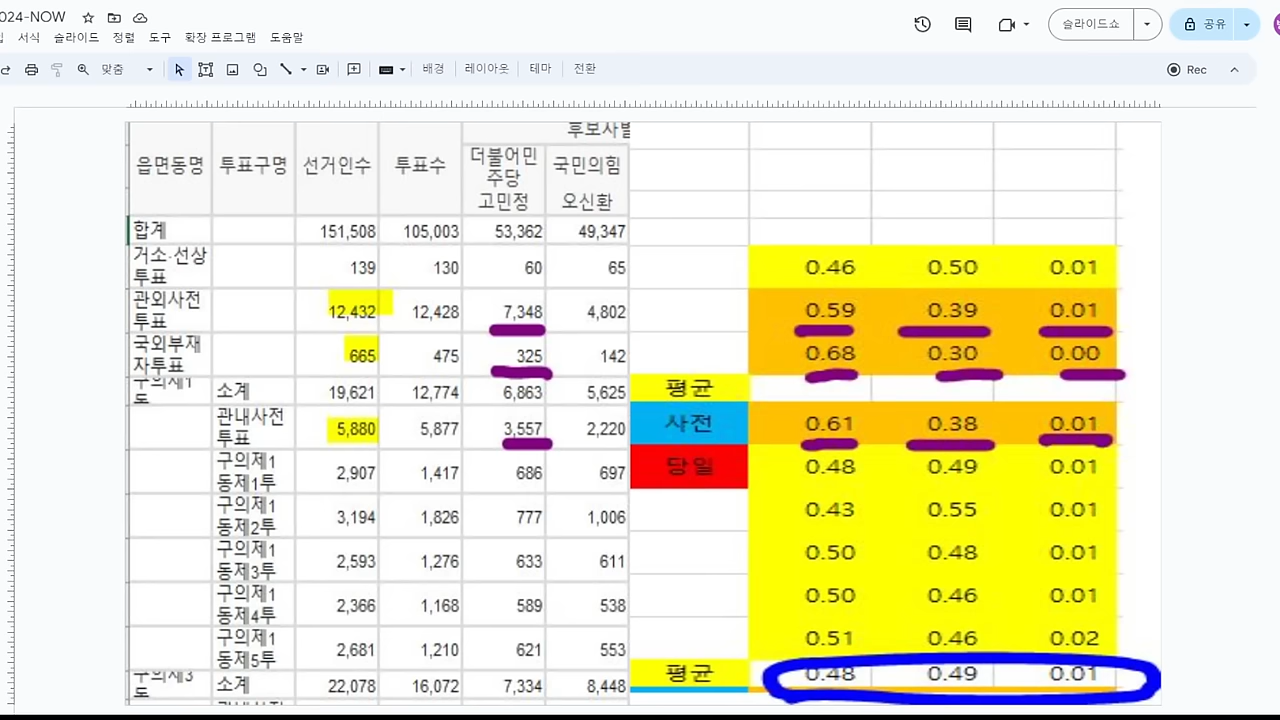 024-NOW
서식 슬라이드 정렬 도구 확장 프로그램 도움말
슬라이드쇼
공유
맞춤
배경 레이아웃 테마 전환
Rec
후보자별
읍면동명 투표구명 선거인수 투표수 더불어민주당 고민정 국민의힘 오신환
합계 151,508 105,003 53,362 49,347
거소·선상투표 139 130 60 65 0.46 0.50 0.01
관외사전투표 12,432 12,428 7,348 4,802 0.59 0.39 0.01
국외부재자투표 665 475 325 142 0.68 0.30 0.00
구의제1동 소계 19,621 12,774 6,863 5,625 평균
관내사전투표 5,880 5,877 3,557 2,220 사전 0.61 0.38 0.01
구의제1동제1투 2,907 1,417 686 697 당일 0.48 0.49 0.01
구의제1동제2투 3,194 1,826 777 1,006 0.43 0.55 0.01
구의제1동제3투 2,593 1,276 633 611 0.50 0.48 0.01
구의제1동제4투 2,366 1,168 589 538 0.50 0.46 0.01
구의제1동제5투 2,681 1,210 621 553 0.51 0.46 0.02
구의제3동 소계 22,078 16,072 7,334 8,448 평균 0.48 0.49 0.01